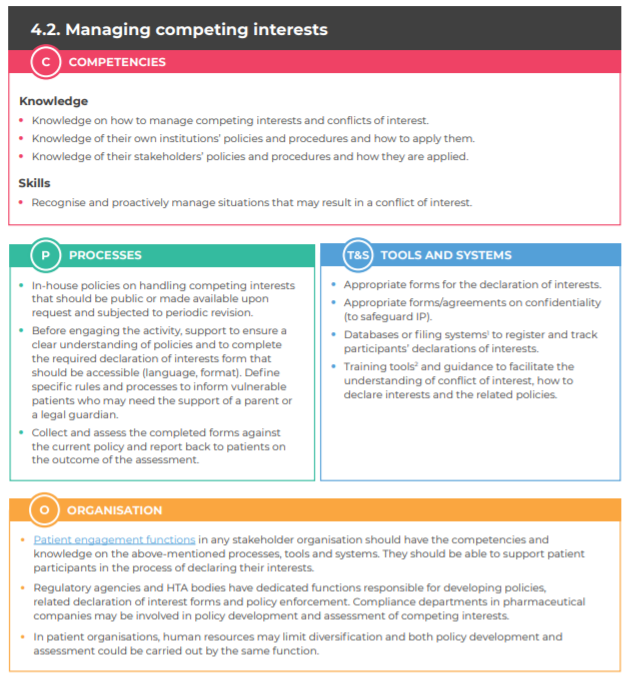 4.2. Managing competing interests
C COMPETENCIES
Knowledge
• Knowledge on how to manage competing interests and conflicts of interest.
• Knowledge of their own institutions' policies and procedures and how to apply them.
• Knowledge of their stakeholders' policies and procedures and how they are applied.
Skills
• Recognise and proactively manage situations that may result in a conflict of interest.
P PROCESSES
• In-house policies on handling competing interests
that should be public or made available upon
request and subjected to periodic revision.
• Before engaging the activity, support to ensure a
clear understanding of policies and to complete
the required declaration of interests form that
should be accessible (language, format). Define
specific rules and processes to inform vulnerable
patients who may need the support of a parent or
a legal guardian.
• Collect and assess the completed forms against
the current policy and report back to patients on
the outcome of the assessment.
T&S TOOLS AND SYSTEMS
• Appropriate forms for the declaration of interests.
• Appropriate forms/agreements on confidentiality
(to safeguard IP).
• Databases or filing systems¹ to register and track
participants' declarations of interests.
• Training tools² and guidance to facilitate the
understanding of conflict of interest, how to
declare interests and the related policies.
O ORGANISATION
• Patient engagement functions in any stakeholder organisation should have the competencies and
knowledge on the above-mentioned processes, tools and systems. They should be able to support patient
participants in the process of declaring their interests.
• Regulatory agencies and HTA bodies have dedicated functions responsible for developing policies,
related declaration of interest forms and policy enforcement. Compliance departments in pharmaceutical
companies may be involved in policy development and assessment of competing interests.
• In patient organisations, human resources may limit diversification and both policy development and
assessment could be carried out by the same function.